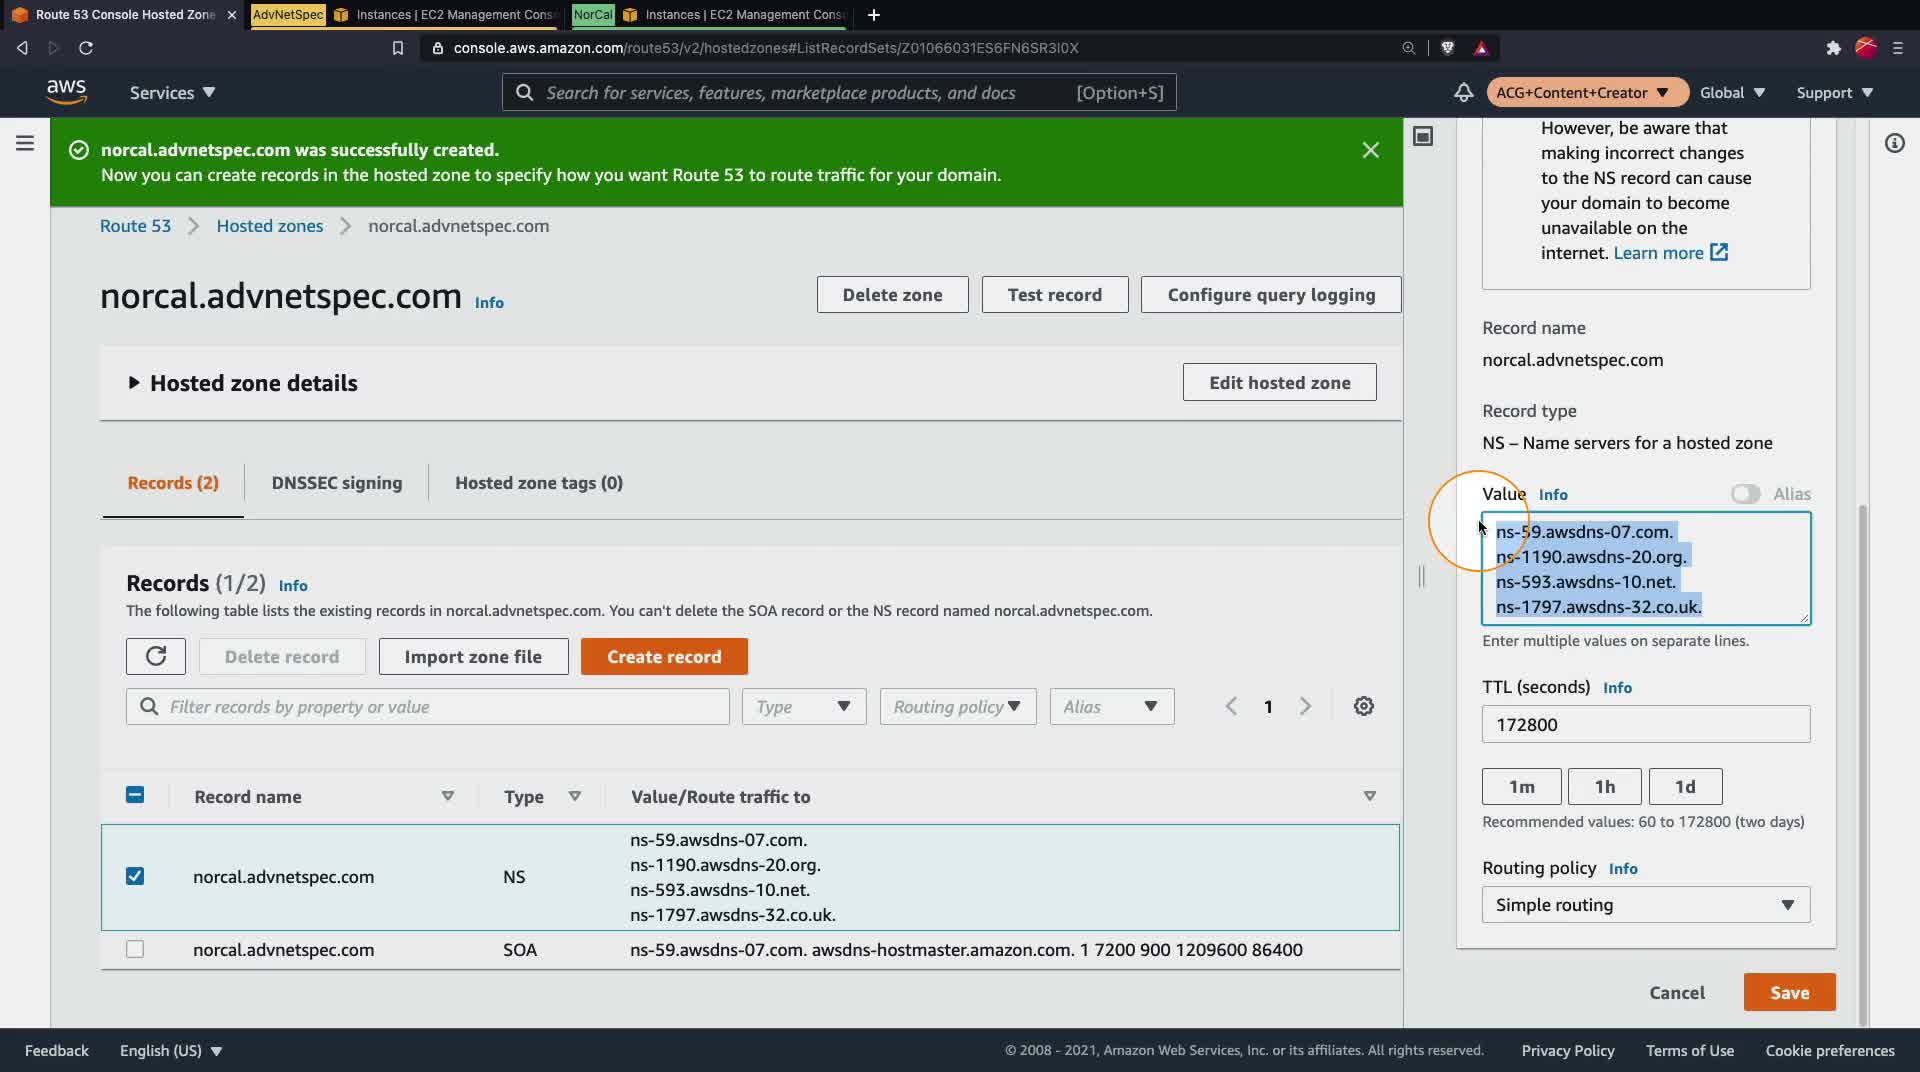 Route 53 Console Hosted Zone
AdvNetSpec
Instances | EC2 Management Cons
NorCal
Instances | EC2 Management Cons
console.aws.amazon.com/route53/v2/hostedzones#ListRecordSets/Z01066031ES6FN6SR3I0X
aws
Services
Search for services, features, marketplace products, and docs
[Option+S]
ACG+Content+Creator
Global
Support
norcal.advnetspec.com was successfully created.
Now you can create records in the hosted zone to specify how you want Route 53 to route traffic for your domain.
Route 53
Hosted zones
norcal.advnetspec.com
norcal.advnetspec.com Info
Delete zone
Test record
Configure query logging
Hosted zone details
Edit hosted zone
Records (2)
DNSSEC signing
Hosted zone tags (0)
Records (1/2) Info
The following table lists the existing records in norcal.advnetspec.com. You can't delete the SOA record or the NS record named norcal.advnetspec.com.
Delete record
Import zone file
Create record
Filter records by property or value
Type
Routing policy
Alias
1
Record name
Type
Value/Route traffic to
norcal.advnetspec.com
NS
ns-59.awsdns-07.com.
ns-1190.awsdns-20.org.
ns-593.awsdns-10.net.
ns-1797.awsdns-32.co.uk.
norcal.advnetspec.com
SOA
ns-59.awsdns-07.com. awsdns-hostmaster.amazon.com. 1 7200 900 1209600 86400
However, be aware that
making incorrect changes
to the NS record can cause
your domain to become
unavailable on the
internet. Learn more
Record name
norcal.advnetspec.com
Record type
NS – Name servers for a hosted zone
Value Info
Alias
ns-59.awsdns-07.com.
ns-1190.awsdns-20.org.
ns-593.awsdns-10.net.
ns-1797.awsdns-32.co.uk.
Enter multiple values on separate lines.
TTL (seconds) Info
172800
1m
1h
1d
Recommended values: 60 to 172800 (two days)
Routing policy Info
Simple routing
Cancel
Save
Feedback
English (US)
© 2008 - 2021, Amazon Web Services, Inc. or its affiliates. All rights reserved.
Privacy Policy
Terms of Use
Cookie preferences